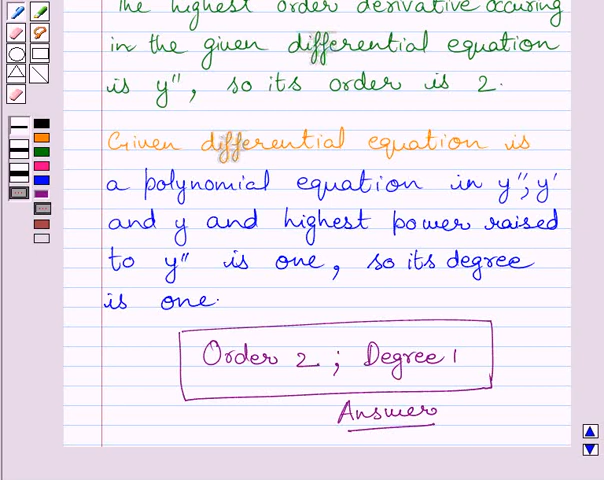 The highest order derivative occuring
in the given differential equation
is y'', so its order is 2.
Given differential equation is
a polynomial equation in y'', y'
and y and highest power raised
to y'' is one, so its degree
is one.
Order 2 ; Degree 1
Answer